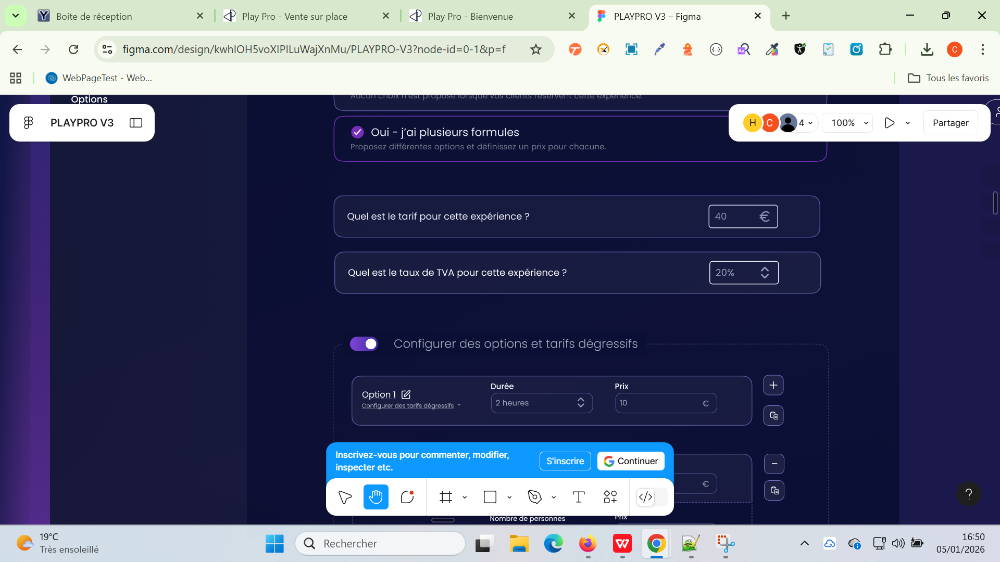 Boite de réception
Play Pro - Vente sur place
Play Pro - Bienvenue
PLAYPRO V3 – Figma
figma.com/design/kwhIOH5voXIPILuWajXnMu/PLAYPRO-V3?node-id=0-1&p=f
C
WebPageTest - Web...
Tous les favoris
Options
Aucun choix n'est proposé lorsque vos clients réservent cette expérience.
PLAYPRO V3
H
C
4
100%
Partager
Oui - j'ai plusieurs formules
Proposez différentes options et définissez un prix pour chacune.
Quel est le tarif pour cette expérience ?
40 €
Quel est le taux de TVA pour cette expérience ?
20%
Configurer des options et tarifs dégressifs
Option 1
Configurer des tarifs dégressifs
Durée
2 heures
Prix
10 €
€
Inscrivez-vous pour commenter, modifier,
inspecter etc.
S'inscrire
Continuer
Nombre de personnes
Prix
?
19°C
Très ensoleillé
Rechercher
16:50
05/01/2026